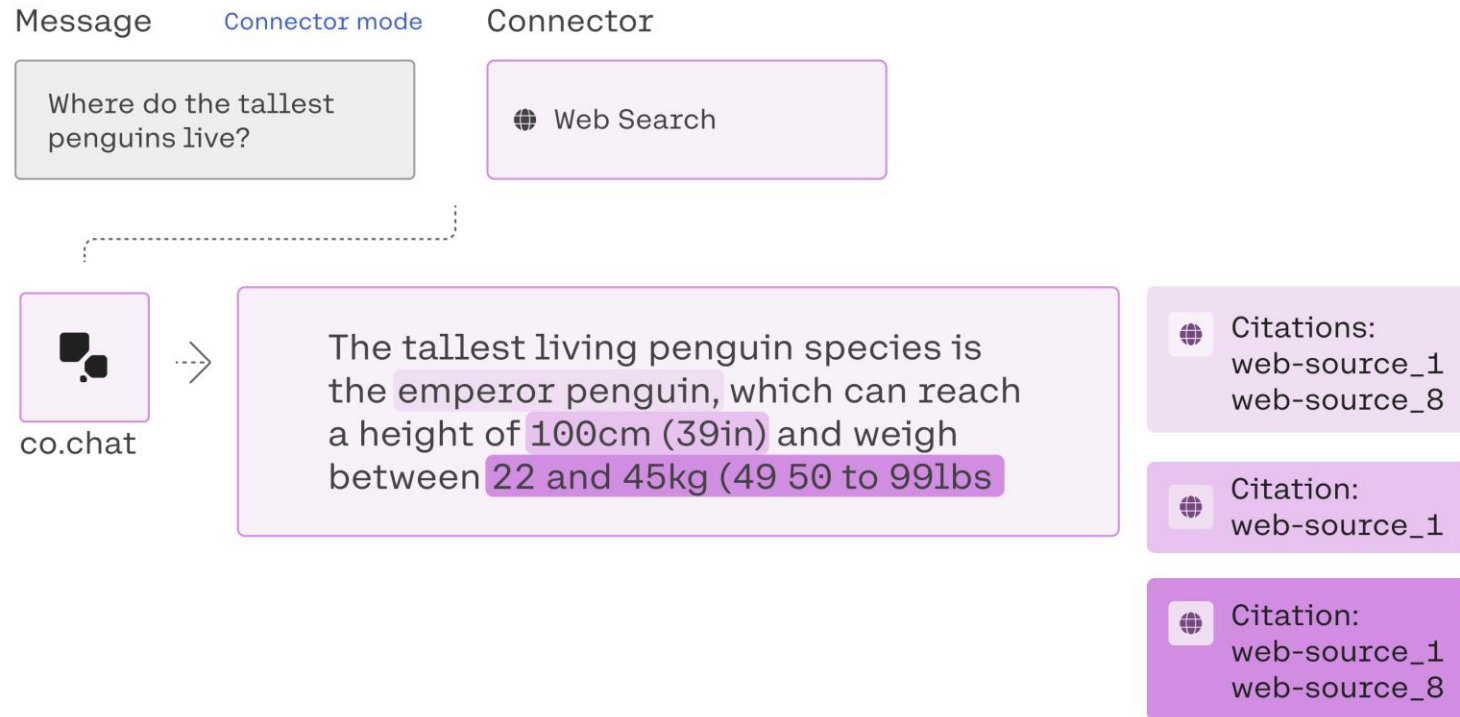 Message
Connector mode
Connector
Where do the tallest
penguins live?
Web Search
co.chat
The tallest living penguin species is
the emperor penguin, which can reach
a height of 100cm (39in) and weigh
between 22 and 45kg (49 50 to 99lbs
Citations:
web-source_1
web-source_8
Citation:
web-source_1
Citation:
web-source_1
web-source_8